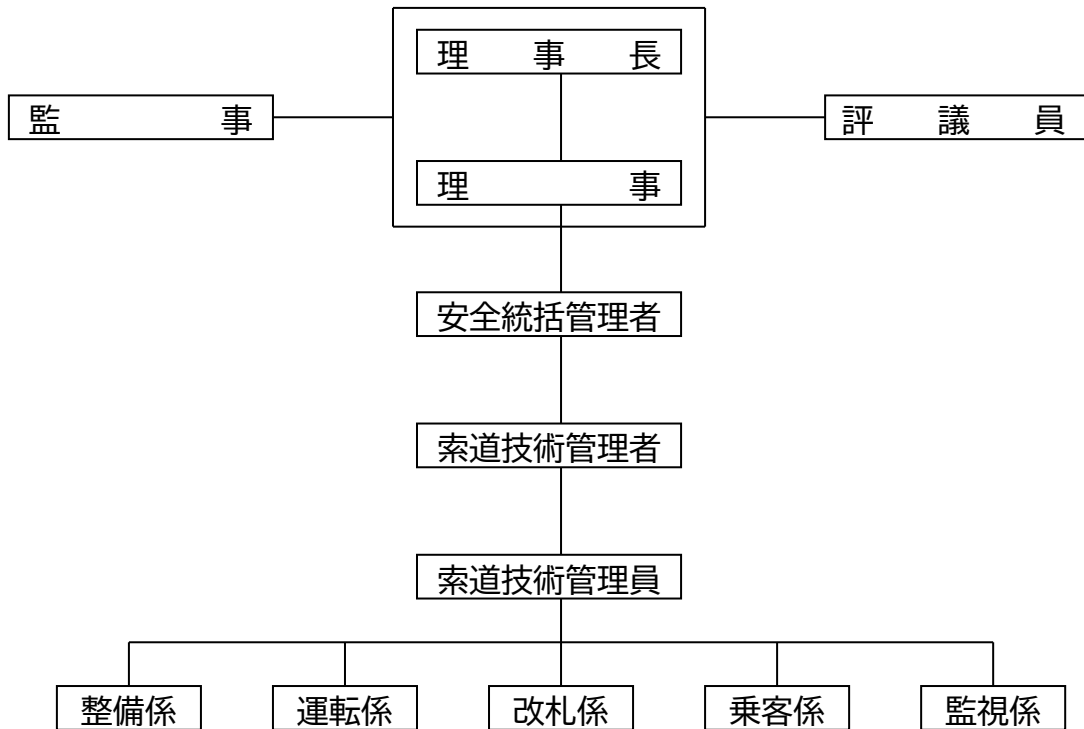 理事長
監事
評議員
理事
安全統括管理者
索道技術管理者
索道技術管理員
整備係
運転係
改札係
乗客係
監視係